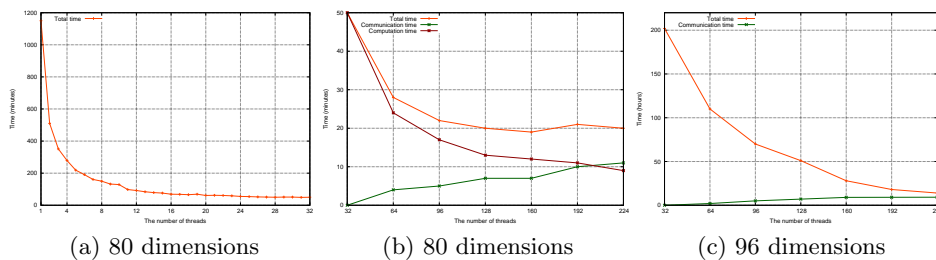 1200
1000
800
600
400
200
0
1 4 8 12 16 20 24 28 32
Time (minutes)
The number of threads
Total time
(a) 80 dimensions
50
40
30
20
10
0
32 64 96 128 160 192 224
Time (minutes)
The number of threads
Total time
Communication time
Computation time
(b) 80 dimensions
200
150
100
50
0
32 64 96 128 160 192
Time (hours)
The number of threads
Total time
Communication time
(c) 96 dimensions